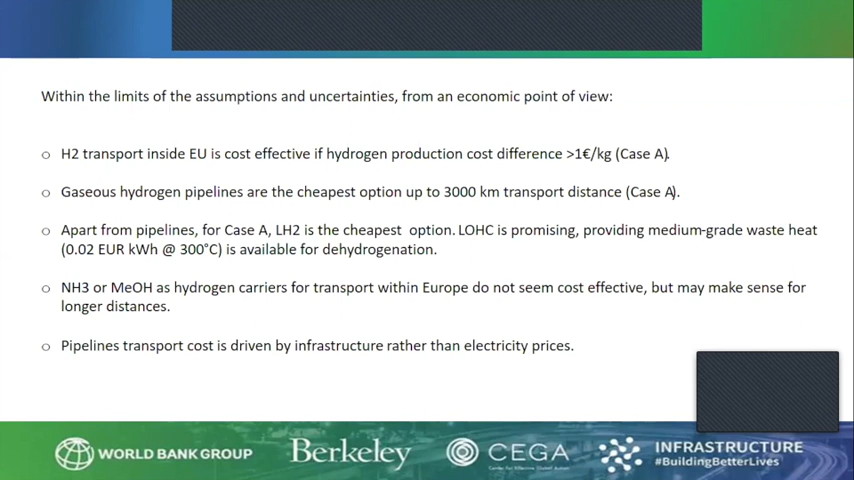 Within the limits of the assumptions and uncertainties, from an economic point of view:
o H2 transport inside EU is cost effective if hydrogen production cost difference >1€/kg (Case A).
o Gaseous hydrogen pipelines are the cheapest option up to 3000 km transport distance (Case A).
o Apart from pipelines, for Case A, LH2 is the cheapest option. LOHC is promising, providing medium-grade waste heat
(0.02 EUR kWh @ 300°C) is available for dehydrogenation.
o NH3 or MeOH as hydrogen carriers for transport within Europe do not seem cost effective, but may make sense for
longer distances.
o Pipelines transport cost is driven by infrastructure rather than electricity prices.
WORLD BANK GROUP
Berkeley
CEGA
Center for Effective Global Action
INFRASTRUCTURE
#BuildingBetterLives